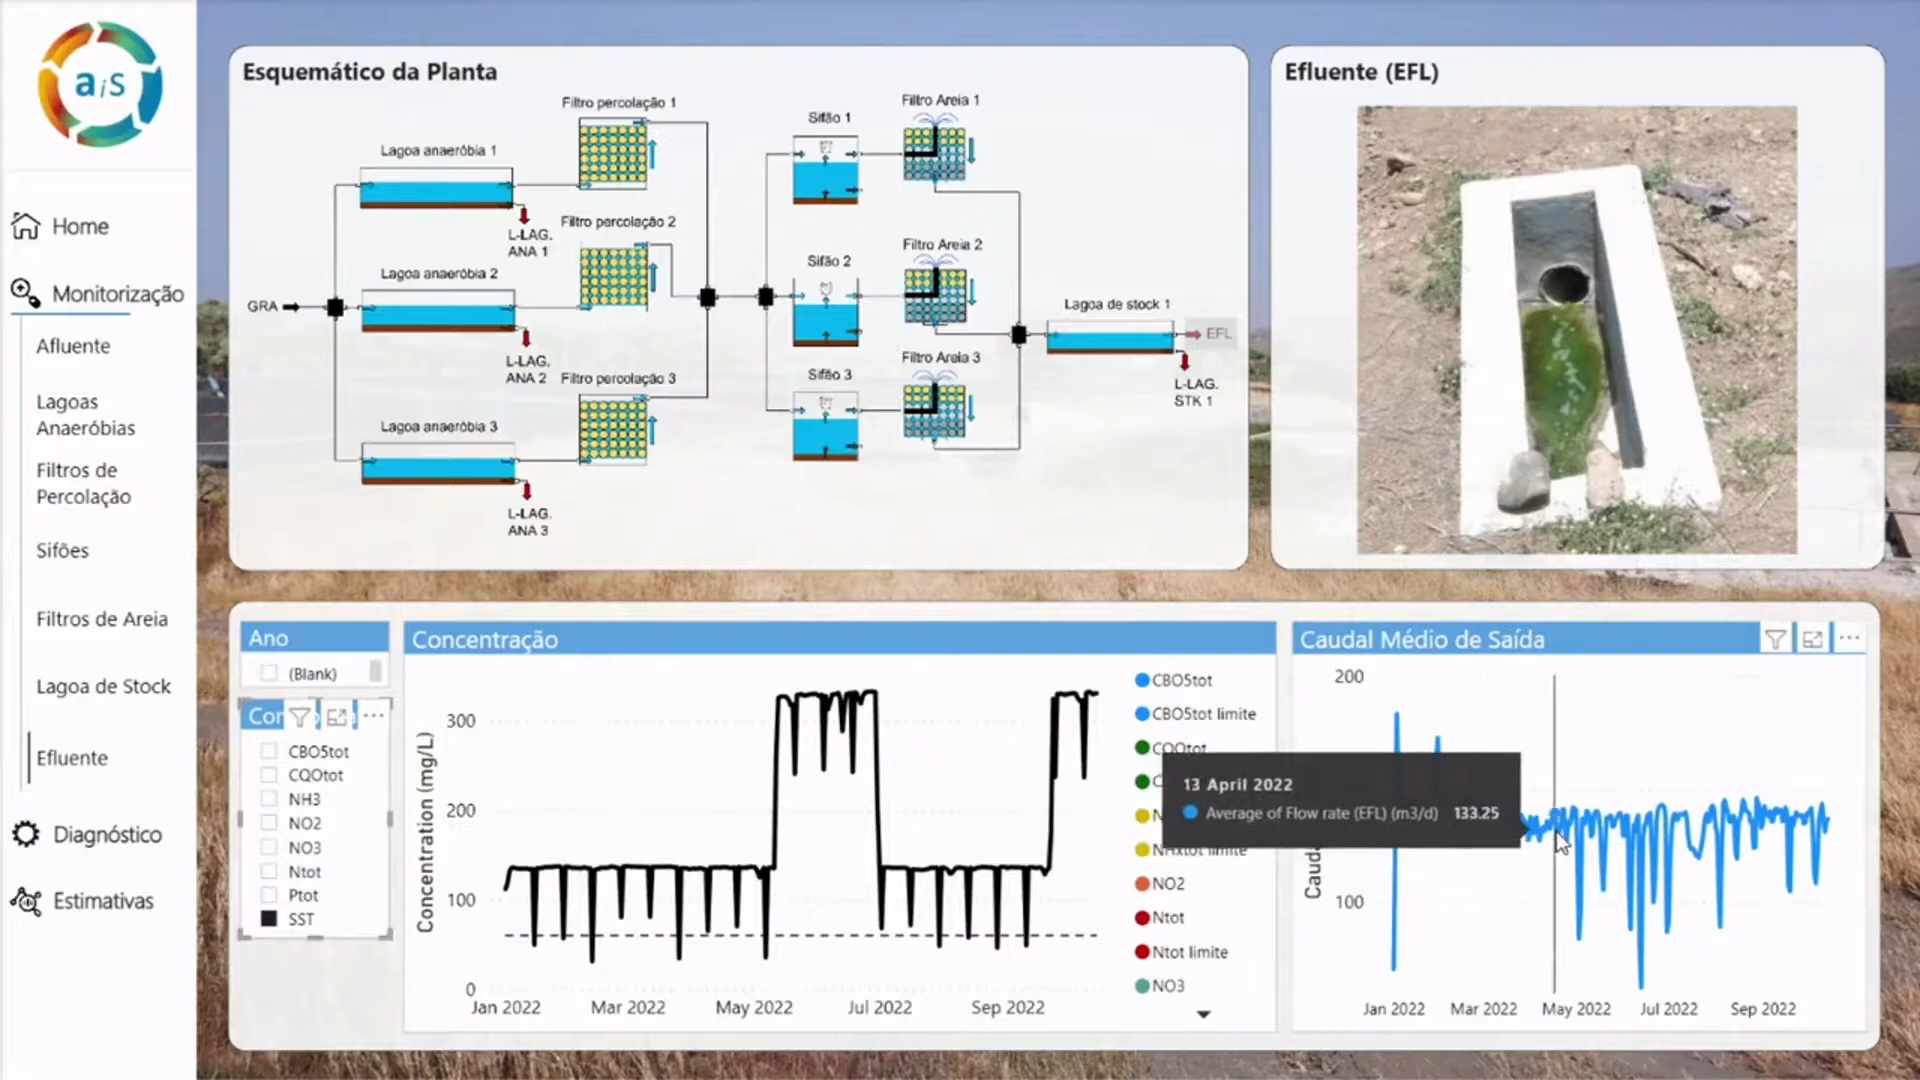 aiS
Home
Monitorização
Afluente
Lagoas
Anaeróbias
Filtros de
Percolação
Sifões
Filtros de Areia
Lagoa de Stock
Efluente
Diagnóstico
Estimativas
Esquemático da Planta
Filtro percolação 1
Filtro Areia 1
Sifão 1
Lagoa anaeróbia 1
Filtro percolação 2
L-LAG.
ANA 1
Filtro Areia 2
Sifão 2
Lagoa anaeróbia 2
GRA
Lagoa de stock 1
EFL
L-LAG.
ANA 2
Filtro percolação 3
Filtro Areia 3
Sifão 3
L-LAG.
STK 1
Lagoa anaeróbia 3
L-LAG.
ANA 3
Efluente (EFL)
Ano
(Blank)
CBO5tot
CQOtot
NH3
NO2
NO3
Ntot
Ptot
SST
Concentração
Concentration (mg/L)
300
200
100
0
Jan 2022
Mar 2022
May 2022
Jul 2022
Sep 2022
CBO5tot
CBO5tot limite
CQOtot
NHxtot limite
NO2
Ntot
Ntot limite
NO3
Caudal Médio de Saída
200
100
Jan 2022
Mar 2022
May 2022
Jul 2022
Sep 2022
13 April 2022
Average of Flow rate (EFL) (m3/d) 133.25